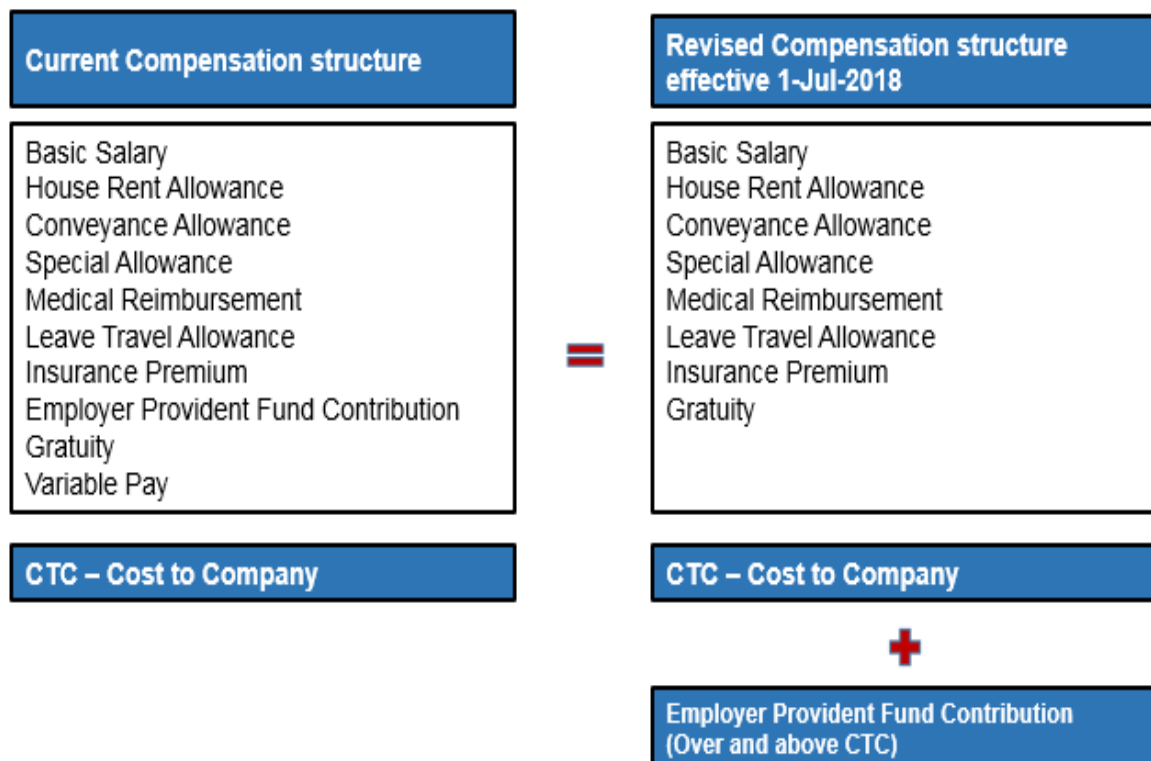 Current Compensation structure
Basic Salary
House Rent Allowance
Conveyance Allowance
Special Allowance
Medical Reimbursement
Leave Travel Allowance
Insurance Premium
Employer Provident Fund Contribution
Gratuity
Variable Pay
CTC – Cost to Company
=
Revised Compensation structure
effective 1-Jul-2018
Basic Salary
House Rent Allowance
Conveyance Allowance
Special Allowance
Medical Reimbursement
Leave Travel Allowance
Insurance Premium
Gratuity
CTC – Cost to Company
+
Employer Provident Fund Contribution
(Over and above CTC)